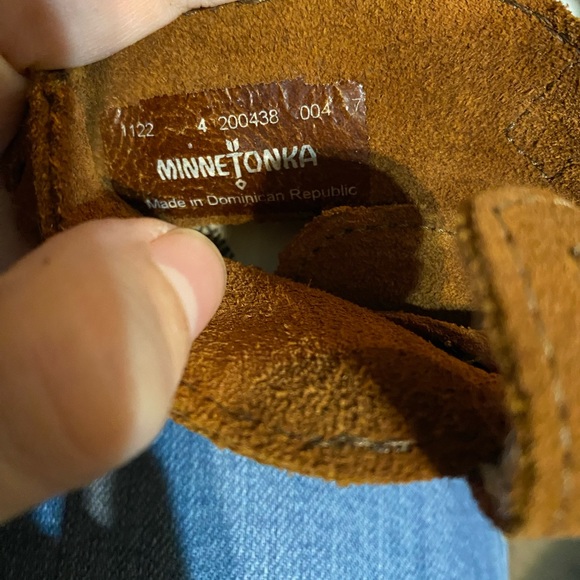 1122 4 200438 004 7
MINNETONKA
Made in Dominican Republic